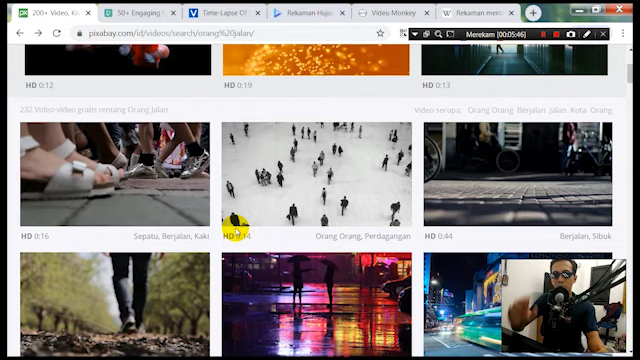 200+ Video, Kl
50+ Engaging
Time-Lapse Of
Rekaman Hujan
Video Monkey
Rekaman ment
pixabay.com/id/videos/search/orang%20jalan/
Merekam [00:05:46]
HD 0:12
HD 0:19
HD 0:13
232 Video-video gratis tentang Orang Jalan
Video serupa: Orang Orang Berjalan Jalan Kota Orang
HD 0:16
Sepatu, Berjalan, Kaki
HD 0:14
Orang Orang, Perdagangan
HD 0:44
Berjalan, Sibuk